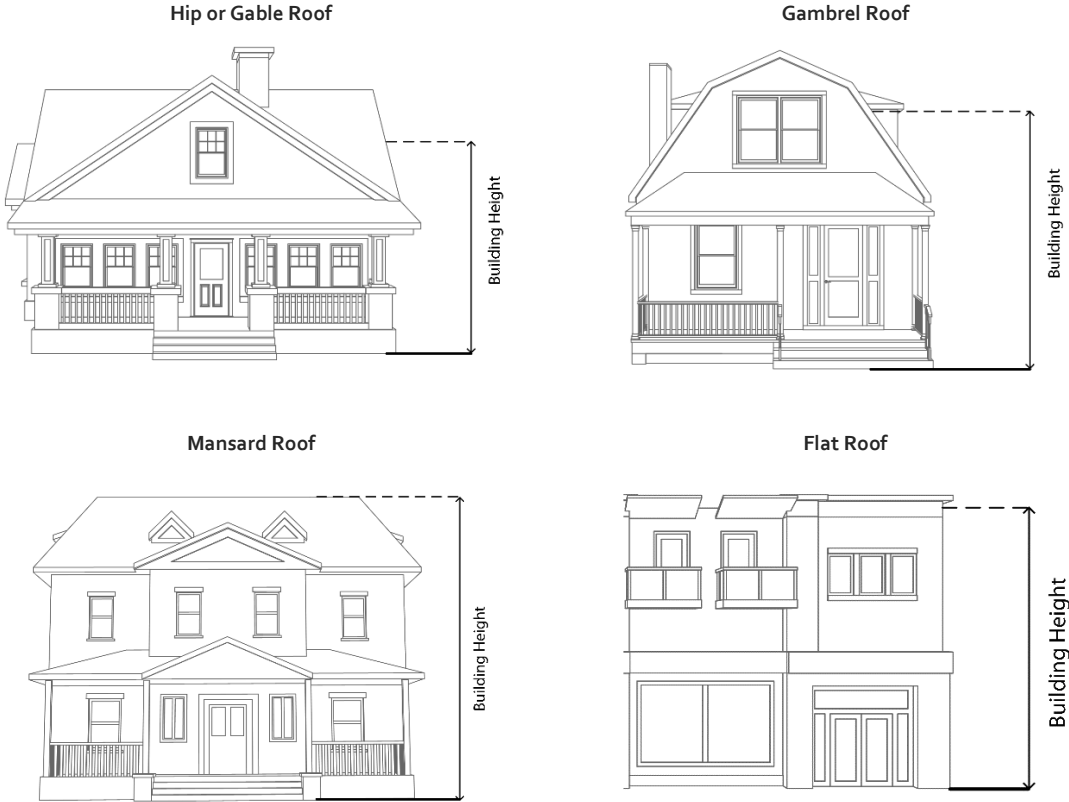 Hip or Gable Roof
Gambrel Roof
Building Height
Building Height
Mansard Roof
Flat Roof
Building Height
Building Height